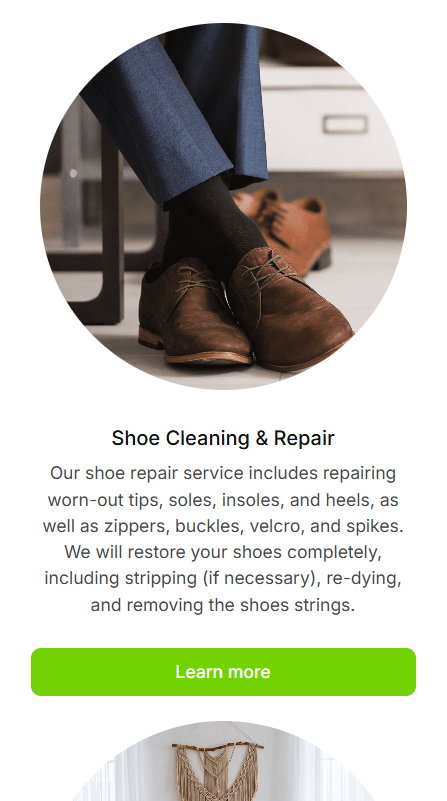 Shoe Cleaning & Repair
Our shoe repair service includes repairing
worn-out tips, soles, insoles, and heels, as
well as zippers, buckles, velcro, and spikes.
We will restore your shoes completely,
including stripping (if necessary), re-dying,
and removing the shoes strings.
Learn more